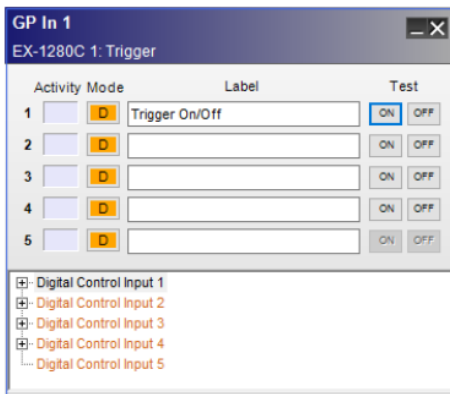 GP In 1
EX-1280C 1: Trigger
Activity Mode Label Test
1 D Trigger On/Off ON OFF
2 D ON OFF
3 D ON OFF
4 D ON OFF
5 D ON OFF
Digital Control Input 1
Digital Control Input 2
Digital Control Input 3
Digital Control Input 4
Digital Control Input 5